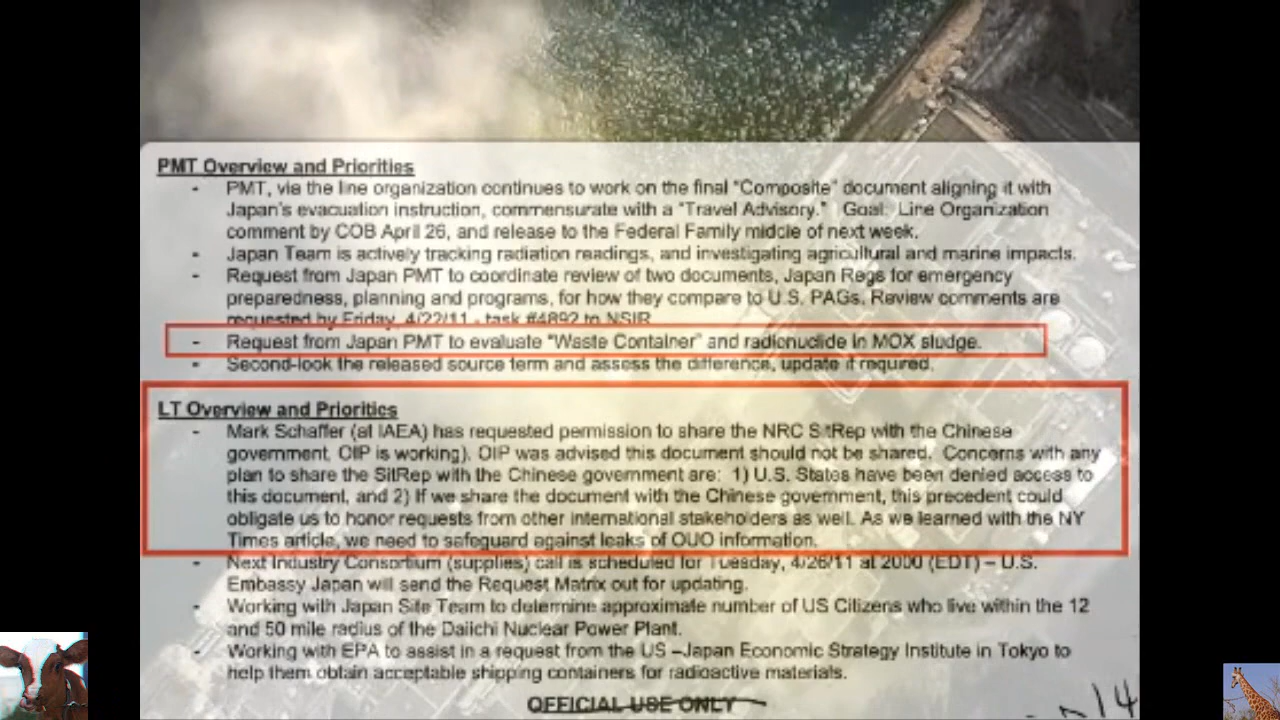 PMT Overview and Priorities
- PMT, via the line organization continues to work on the final "Composite" document aligning it with
Japan's evacuation instruction, commensurate with a "Travel Advisory." Goal: Line Organization
comment by COB April 26, and release to the Federal Family middle of next week.
- Japan Team is actively tracking radiation readings, and investigating agricultural and marine impacts.
- Request from Japan PMT to coordinate review of two documents, Japan Regs for emergency
preparedness, planning and programs, for how they compare to U.S. PAGs. Review comments are
requested by Friday, 4/22/11 - task #4892 to NSIR
- Request from Japan PMT to evaluate "Waste Container" and radionuclide in MOX sludge.
- Second-look the released source term and assess the difference, update if required.
LT Overview and Priorities
- Mark Schaffer (at IAEA) has requested permission to share the NRC SitRep with the Chinese
government, OIP is working). OIP was advised this document should not be shared. Concerns with any
plan to share the SitRep with the Chinese government are: 1) U.S. States have been denied access to
this document, and 2) If we share the document with the Chinese government, this precedent could
obligate us to honor requests from other international stakeholders as well. As we learned with the NY
Times article, we need to safeguard against leaks of OUO information.
- Next Industry Consortium (supplies) call is scheduled for Tuesday, 4/26/11 at 2000 (EDT) – U.S.
Embassy Japan will send the Request Matrix out for updating.
- Working with Japan Site Team to determine approximate number of US Citizens who live within the 12
and 50 mile radius of the Daiichi Nuclear Power Plant.
- Working with EPA to assist in a request from the US –Japan Economic Strategy Institute in Tokyo to
help them obtain acceptable shipping containers for radioactive materials.
OFFICIAL USE ONLY
14